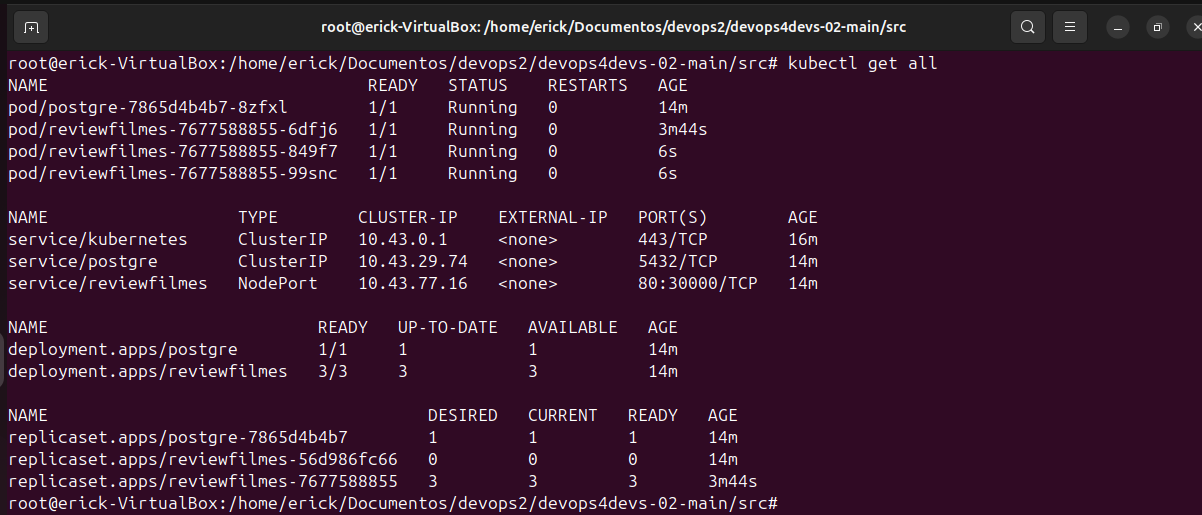 root@erick-VirtualBox: /home/erick/Documentos/devops2/devops4devs-02-main/src
root@erick-VirtualBox:/home/erick/Documentos/devops2/devops4devs-02-main/src# kubectl get all
NAME READY STATUS RESTARTS AGE
pod/postgre-7865d4b4b7-8zfxl 1/1 Running 0 14m
pod/reviewfilmes-7677588855-6dfj6 1/1 Running 0 3m44s
pod/reviewfilmes-7677588855-849f7 1/1 Running 0 6s
pod/reviewfilmes-7677588855-99snc 1/1 Running 0 6s
NAME TYPE CLUSTER-IP EXTERNAL-IP PORT(S) AGE
service/kubernetes ClusterIP 10.43.0.1 <none> 443/TCP 16m
service/postgre ClusterIP 10.43.29.74 <none> 5432/TCP 14m
service/reviewfilmes NodePort 10.43.77.16 <none> 80:30000/TCP 14m
NAME READY UP-TO-DATE AVAILABLE AGE
deployment.apps/postgre 1/1 1 1 14m
deployment.apps/reviewfilmes 3/3 3 3 14m
NAME DESIRED CURRENT READY AGE
replicaset.apps/postgre-7865d4b4b7 1 1 1 14m
replicaset.apps/reviewfilmes-56d986fc66 0 0 0 14m
replicaset.apps/reviewfilmes-7677588855 3 3 3 3m44s
root@erick-VirtualBox:/home/erick/Documentos/devops2/devops4devs-02-main/src#